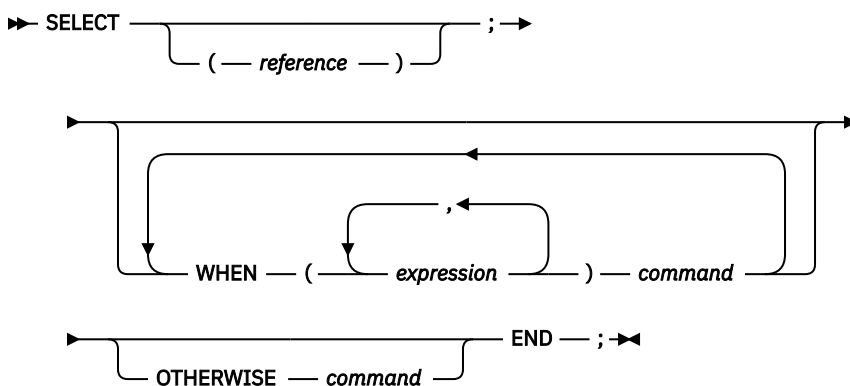 SELECT ;
( reference )
,
WHEN ( expression ) command
END ;
OTHERWISE command